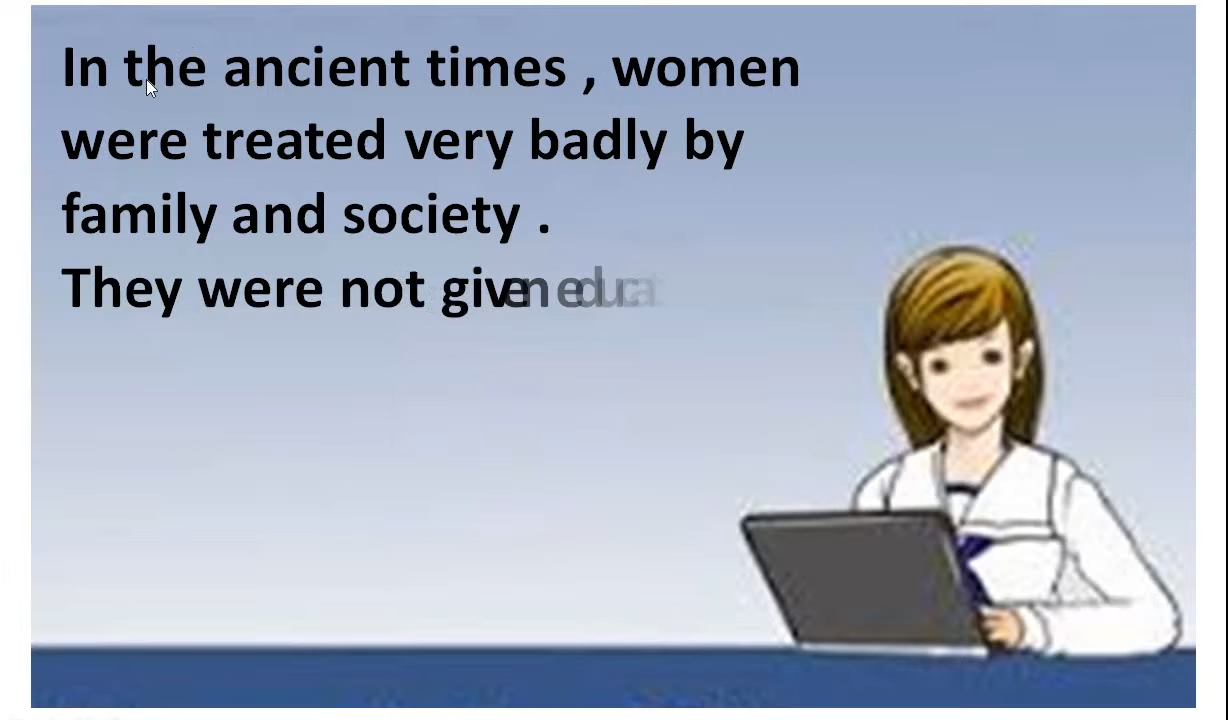 In the ancient times , women
were treated very badly by
family and society .
They were not given